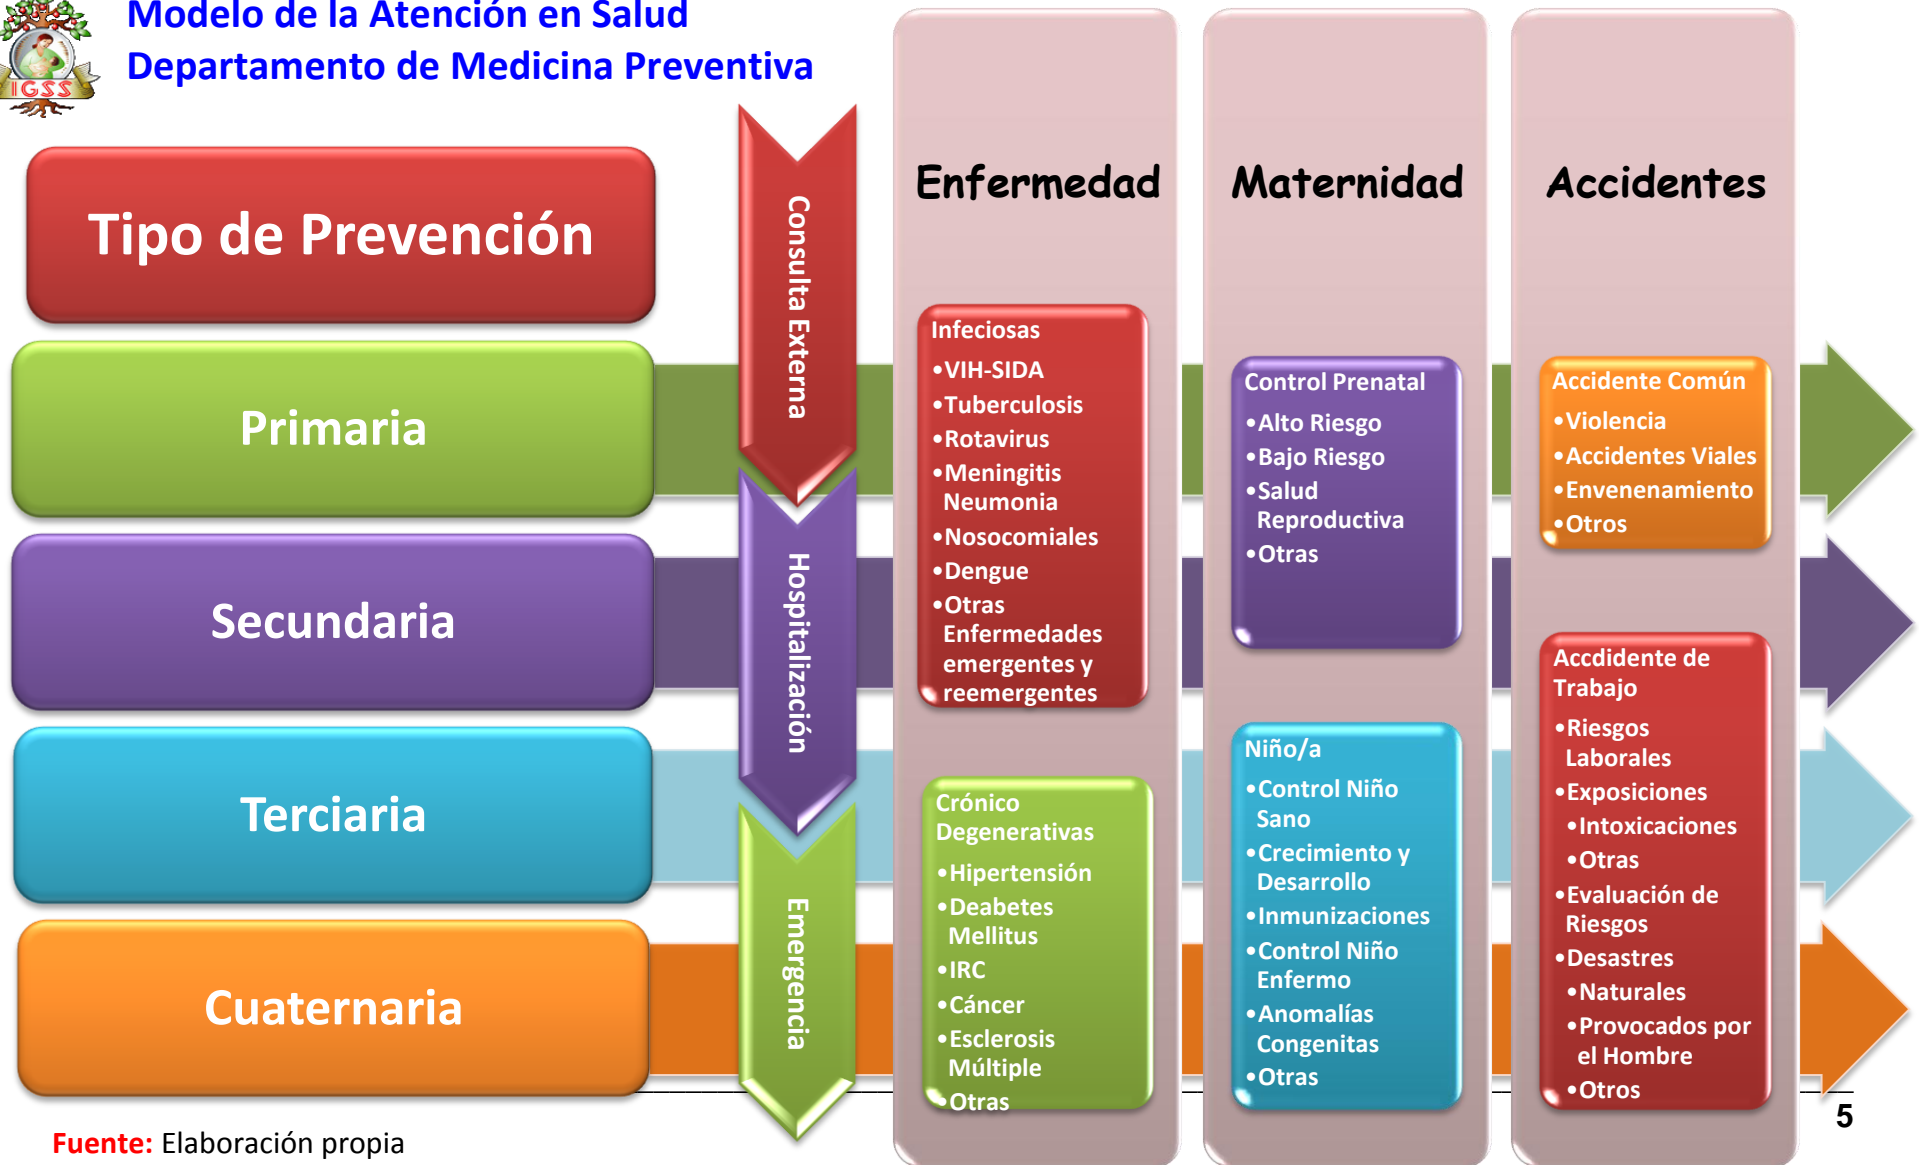 Modelo de la Atención en Salud
Departamento de Medicina Preventiva
IGSS
Tipo de Prevención
Primaria
Secundaria
Terciaria
Cuaternaria
Consulta Externa
Hospitalización
Emergencia
Enfermedad
Infeciosas
•VIH-SIDA
•Tuberculosis
•Rotavirus
•Meningitis
Neumonia
•Nosocomiales
•Dengue
•Otras
Enfermedades
emergentes y
reemergentes
Crónico
Degenerativas
•Hipertensión
•Deabetes
Mellitus
•IRC
•Cáncer
•Esclerosis
Múltiple
•Otras
Maternidad
Control Prenatal
•Alto Riesgo
•Bajo Riesgo
•Salud
Reproductiva
•Otras
Niño/a
•Control Niño
Sano
•Crecimiento y
Desarrollo
•Inmunizaciones
•Control Niño
Enfermo
•Anomalías
Congenitas
•Otras
Accidentes
Accidente Común
•Violencia
•Accidentes Viales
•Envenenamiento
•Otros
Accdidente de
Trabajo
•Riesgos
Laborales
•Exposiciones
•Intoxicaciones
•Otras
•Evaluación de
Riesgos
•Desastres
•Naturales
•Provocados por
el Hombre
•Otros
5
Fuente: Elaboración propia